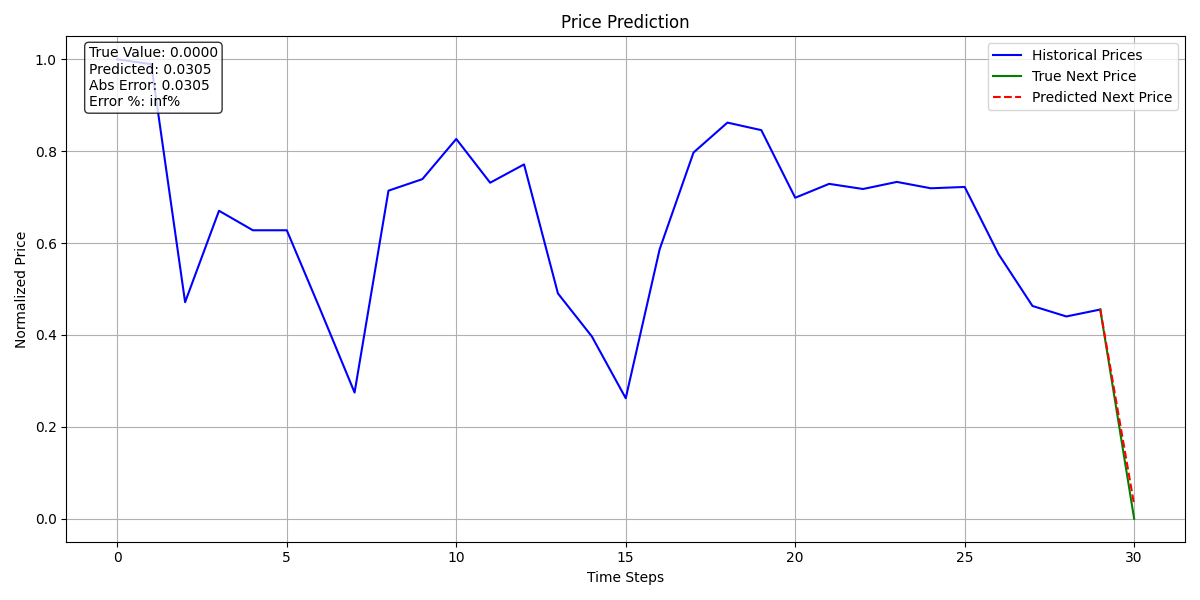 Price Prediction
True Value: 0.0000
Predicted: 0.0305
Abs Error: 0.0305
Error %: inf%
Historical Prices
True Next Price
Predicted Next Price
Normalized Price
1.0
0.8
0.6
0.4
0.2
0.0
0 5 10 15 20 25 30
Time Steps